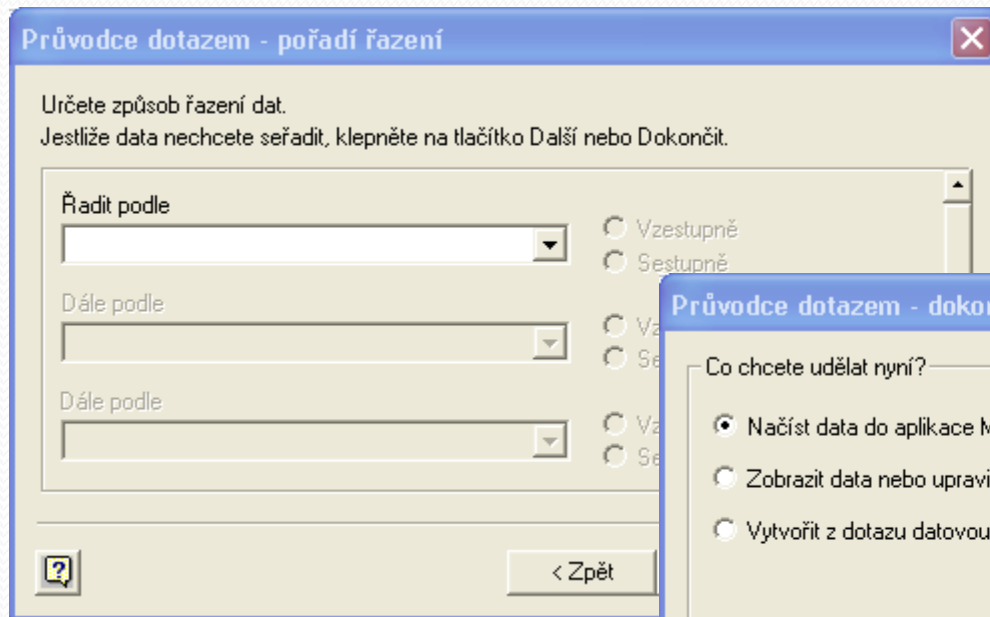 Průvodce dotazem - pořadí řazení
Určete způsob řazení dat.
Jestliže data nechcete seřadit, klepněte na tlačítko Další nebo Dokončit.
Řadit podle
Vzestupně
Sestupně
Dále podle
Dále podle
< Zpět
Průvodce dotazem -
Co chcete udělat nyní?
Načíst data do aplikace
Zobrazit data nebo
Vytvořit z dotazu datovou